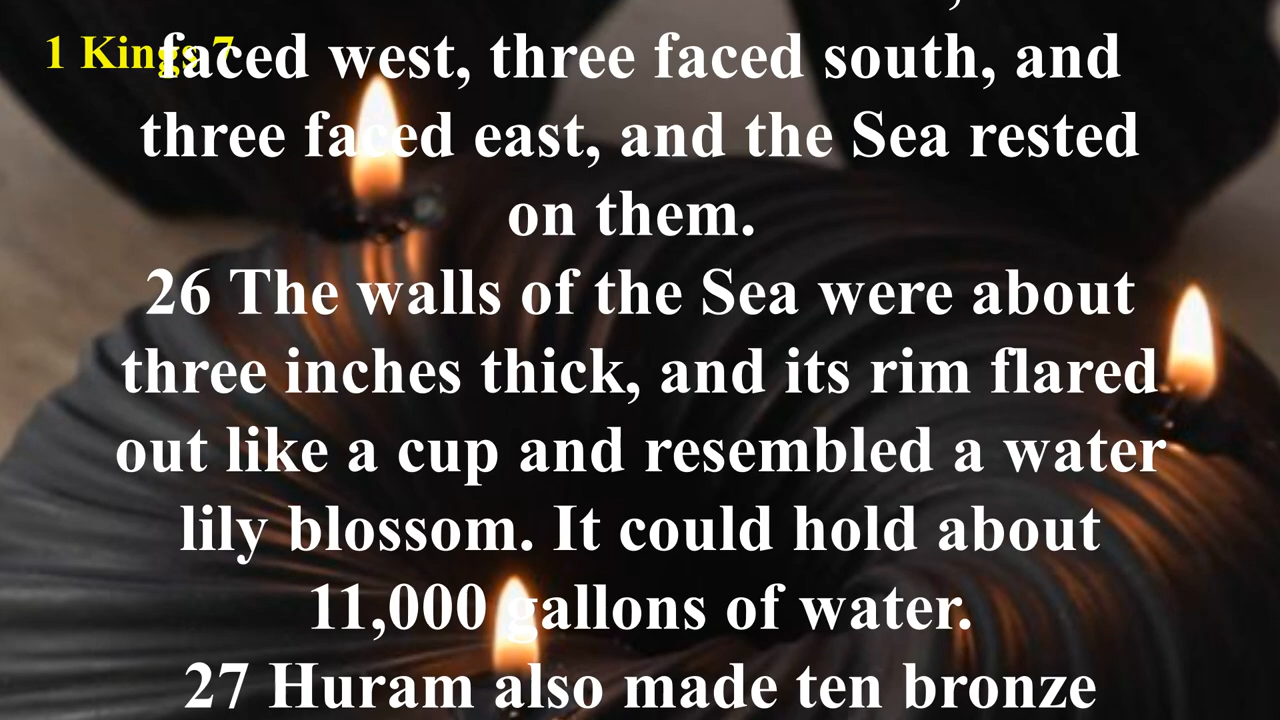 1 Kings 7
faced west, three faced south, and
three faced east, and the Sea rested
on them.
26 The walls of the Sea were about
three inches thick, and its rim flared
out like a cup and resembled a water
lily blossom. It could hold about
11,000 gallons of water.
27 Huram also made ten bronze